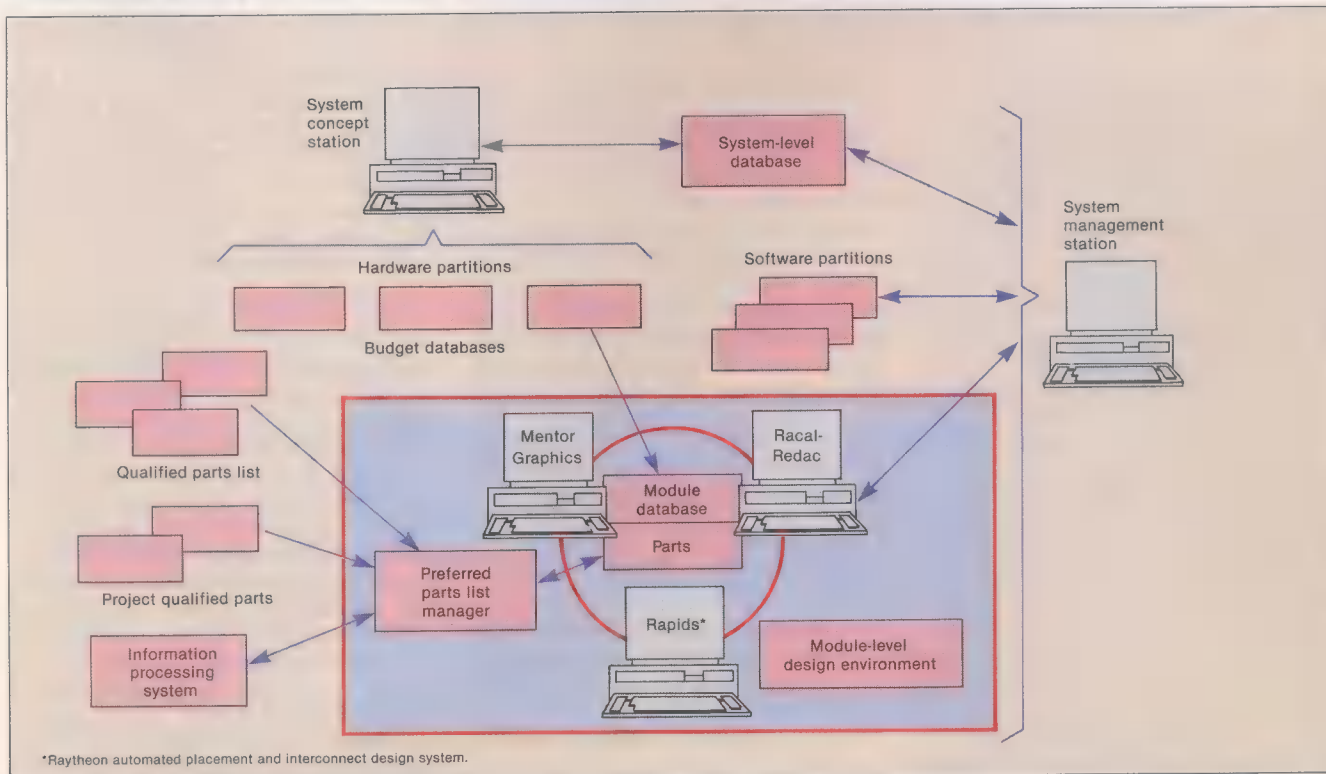 System
concept
station
System-level
database
System
management
station
Hardware partitions
Software partitions
Budget databases
Qualified parts list
Project qualified parts
Information
processing
system
Preferred
parts list
manager
Mentor
Graphics
Racal-
Redac
Module
database
Parts
Rapids*
Module-level
design environment
*Raytheon automated placement and interconnect design system.